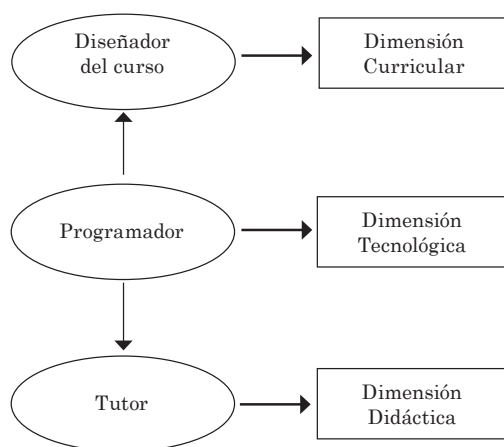 Diseñador
del curso
Dimensión
Curricular
Programador
Dimensión
Tecnológica
Tutor
Dimensión
Didáctica